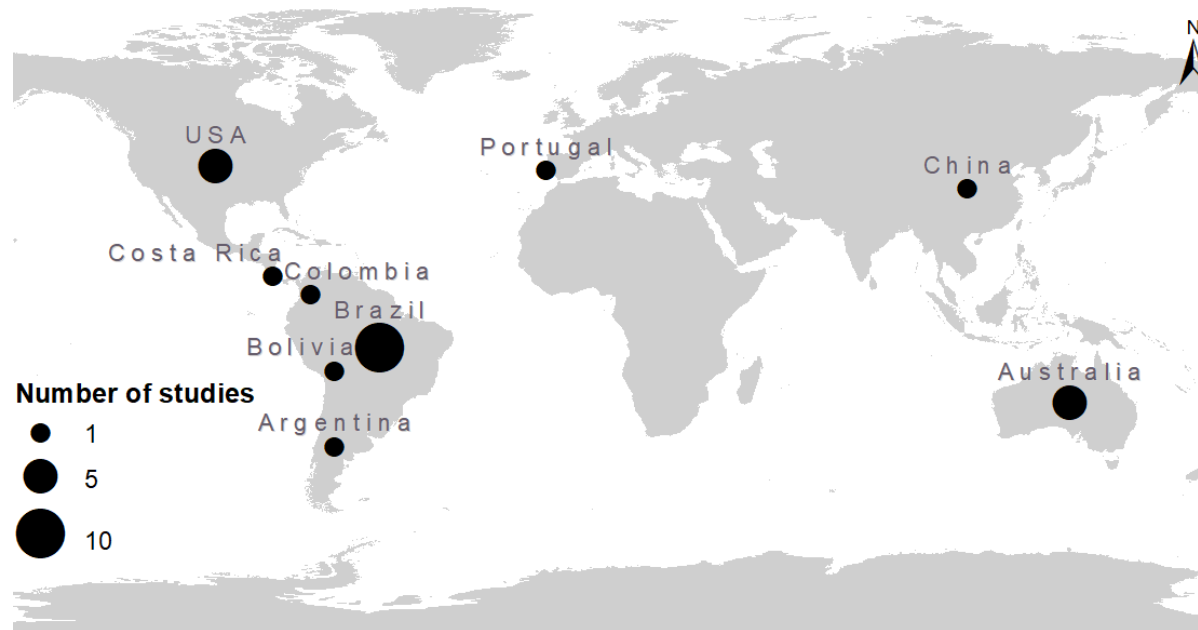 N
USA
Portugal
China
Costa Rica
Colombia
Brazil
Bolivia
Australia
Argentina
Number of studies
1
5
10